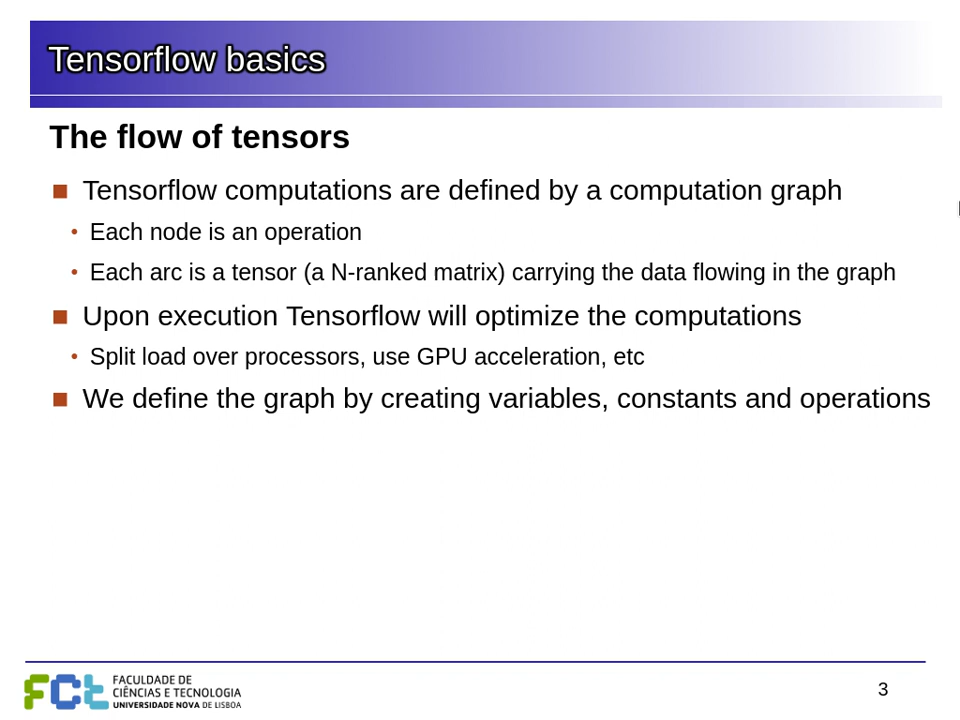 Tensorflow basics
The flow of tensors
Tensorflow computations are defined by a computation graph
Each node is an operation
Each arc is a tensor (a N-ranked matrix) carrying the data flowing in the graph
Upon execution Tensorflow will optimize the computations
Split load over processors, use GPU acceleration, etc
We define the graph by creating variables, constants and operations
FCt
FACULDADE DE
CIÊNCIAS E TECNOLOGIA
UNIVERSIDADE NOVA DE LISBOA
3